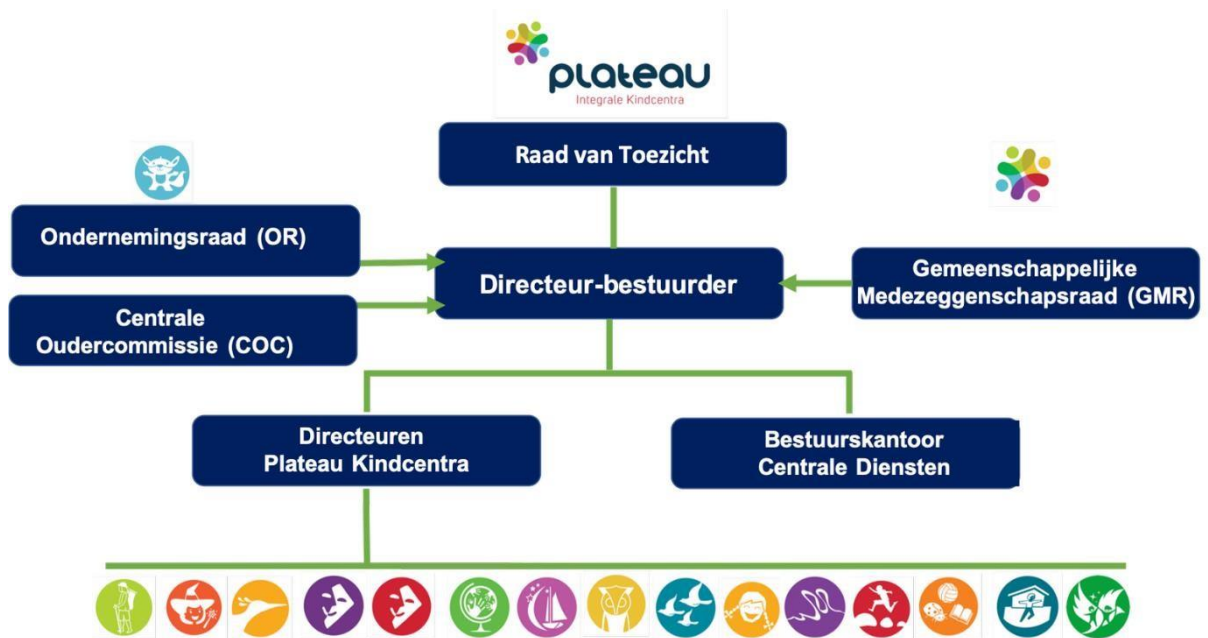 plateau
Integrale Kindcentra
Raad van Toezicht
Ondernemingsraad (OR)
Centrale
Oudercommissie (COC)
Directeur-bestuurder
Gemeenschappelijke
Medezeggenschapsraad (GMR)
Directeuren
Plateau Kindcentra
Bestuurskantoor
Centrale Diensten